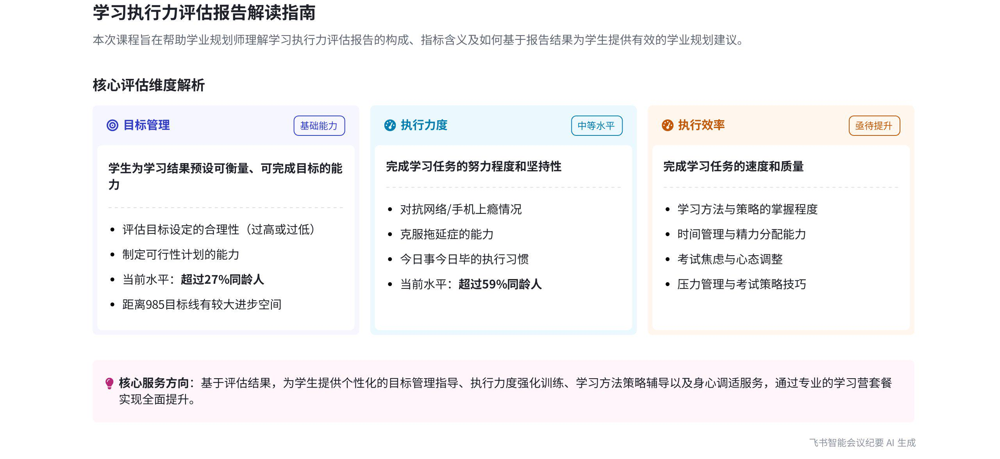 学习执行力评估报告解读指南
本次课程旨在帮助学业规划师理解学习执行力评估报告的构成、指标含义及如何基于报告结果为学生提供有效的学业规划建议。
核心评估维度解析
目标管理
基础能力
学生为学习结果预设可衡量、可完成目标的能
力
• 评估目标设定的合理性（过高或过低）
• 制定可行性计划的能力
• 当前水平：超过27%同龄人
• 距离985目标线有较大进步空间
执行力度
中等水平
完成学习任务的努力程度和坚持性
• 对抗网络/手机上瘾情况
• 克服拖延症的能力
• 今日事今日毕的执行习惯
• 当前水平：超过59%同龄人
执行效率
亟待提升
完成学习任务的速度和质量
• 学习方法与策略的掌握程度
• 时间管理与精力分配能力
• 考试焦虑与心态调整
• 压力管理与考试策略技巧
核心服务方向：基于评估结果，为学生提供个性化的目标管理指导、执行力度强化训练、学习方法策略辅导以及身心调适服务，通过专业的学习营套餐
实现全面提升。
飞书智能会议纪要 AI 生成